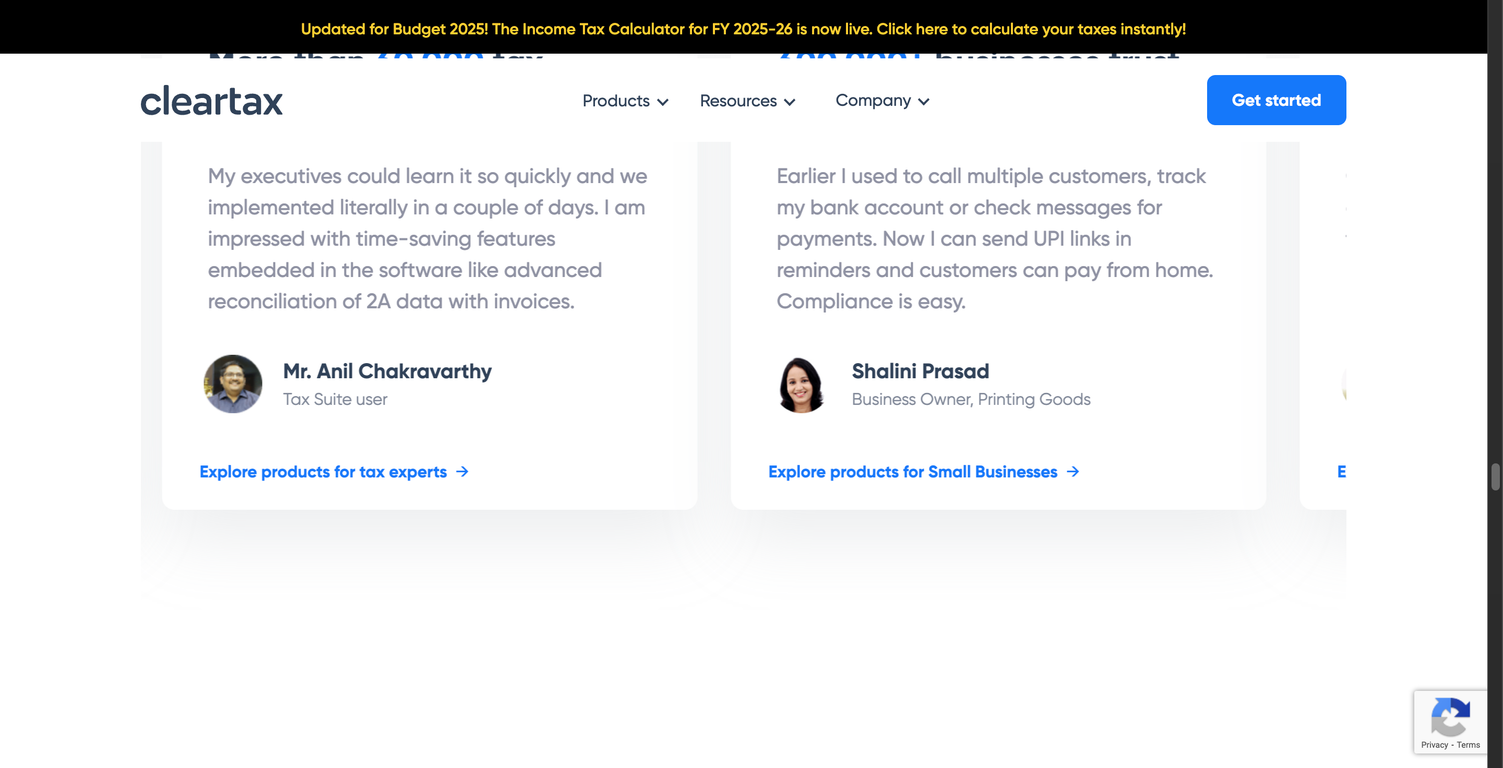 Updated for Budget 2025! The Income Tax Calculator for FY 2025-26 is now live. Click here to calculate your taxes instantly!
cleartax
Products
Resources
Company
Get started
My executives could learn it so quickly and we
implemented literally in a couple of days. I am
impressed with time-saving features
embedded in the software like advanced
reconciliation of 2A data with invoices.
Mr. Anil Chakravarthy
Tax Suite user
Explore products for tax experts
Earlier I used to call multiple customers, track
my bank account or check messages for
payments. Now I can send UPI links in
reminders and customers can pay from home.
Compliance is easy.
Shalini Prasad
Business Owner, Printing Goods
Explore products for Small Businesses
E
Privacy - Terms